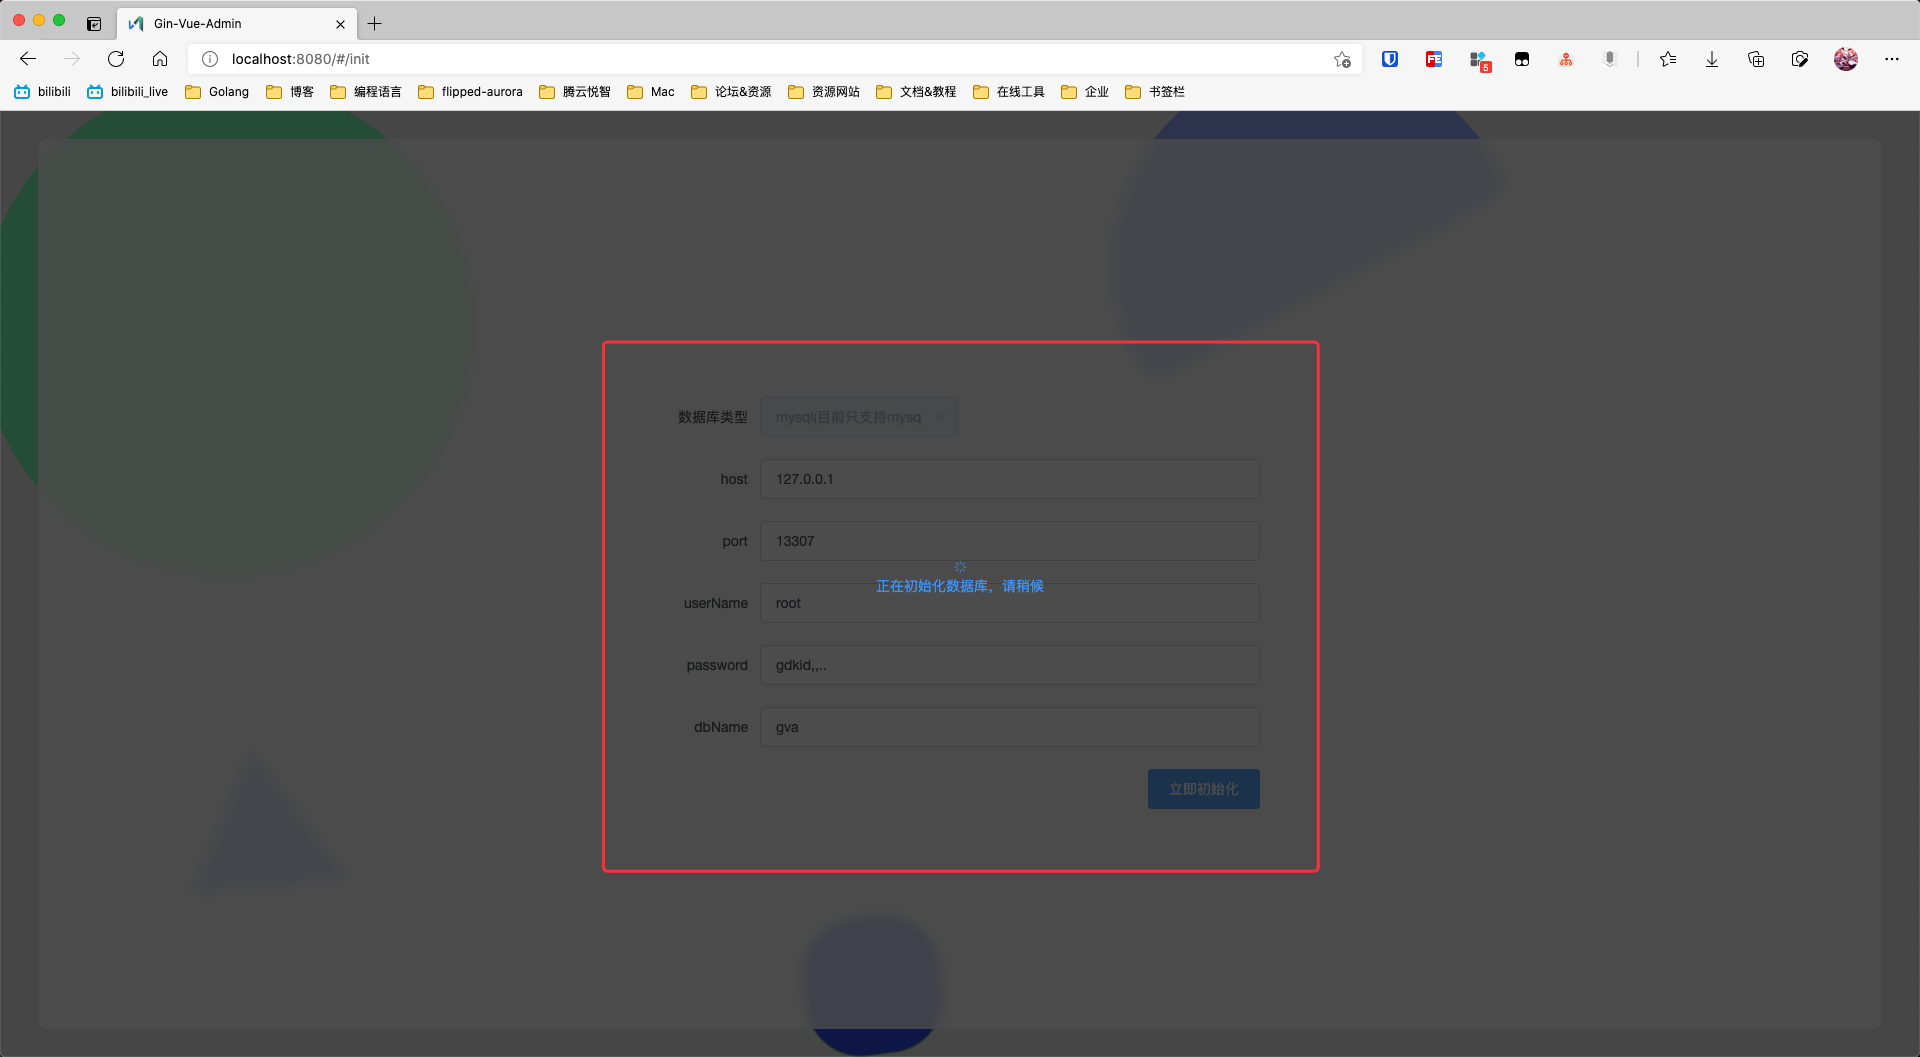 Gin-Vue-Admin
localhost:8080/#/init
5
bilibili bilibili_live Golang 博客 编程语言 flipped-aurora 腾云悦智 Mac 论坛&资源 资源网站 文档&教程 在线工具 企业 书签栏
数据库类型 mysql(目前只支持mysq
host 127.0.0.1
port 13307
正在初始化数据库，请稍候
userName root
password gdkid,,..
dbName gva
立即初始化